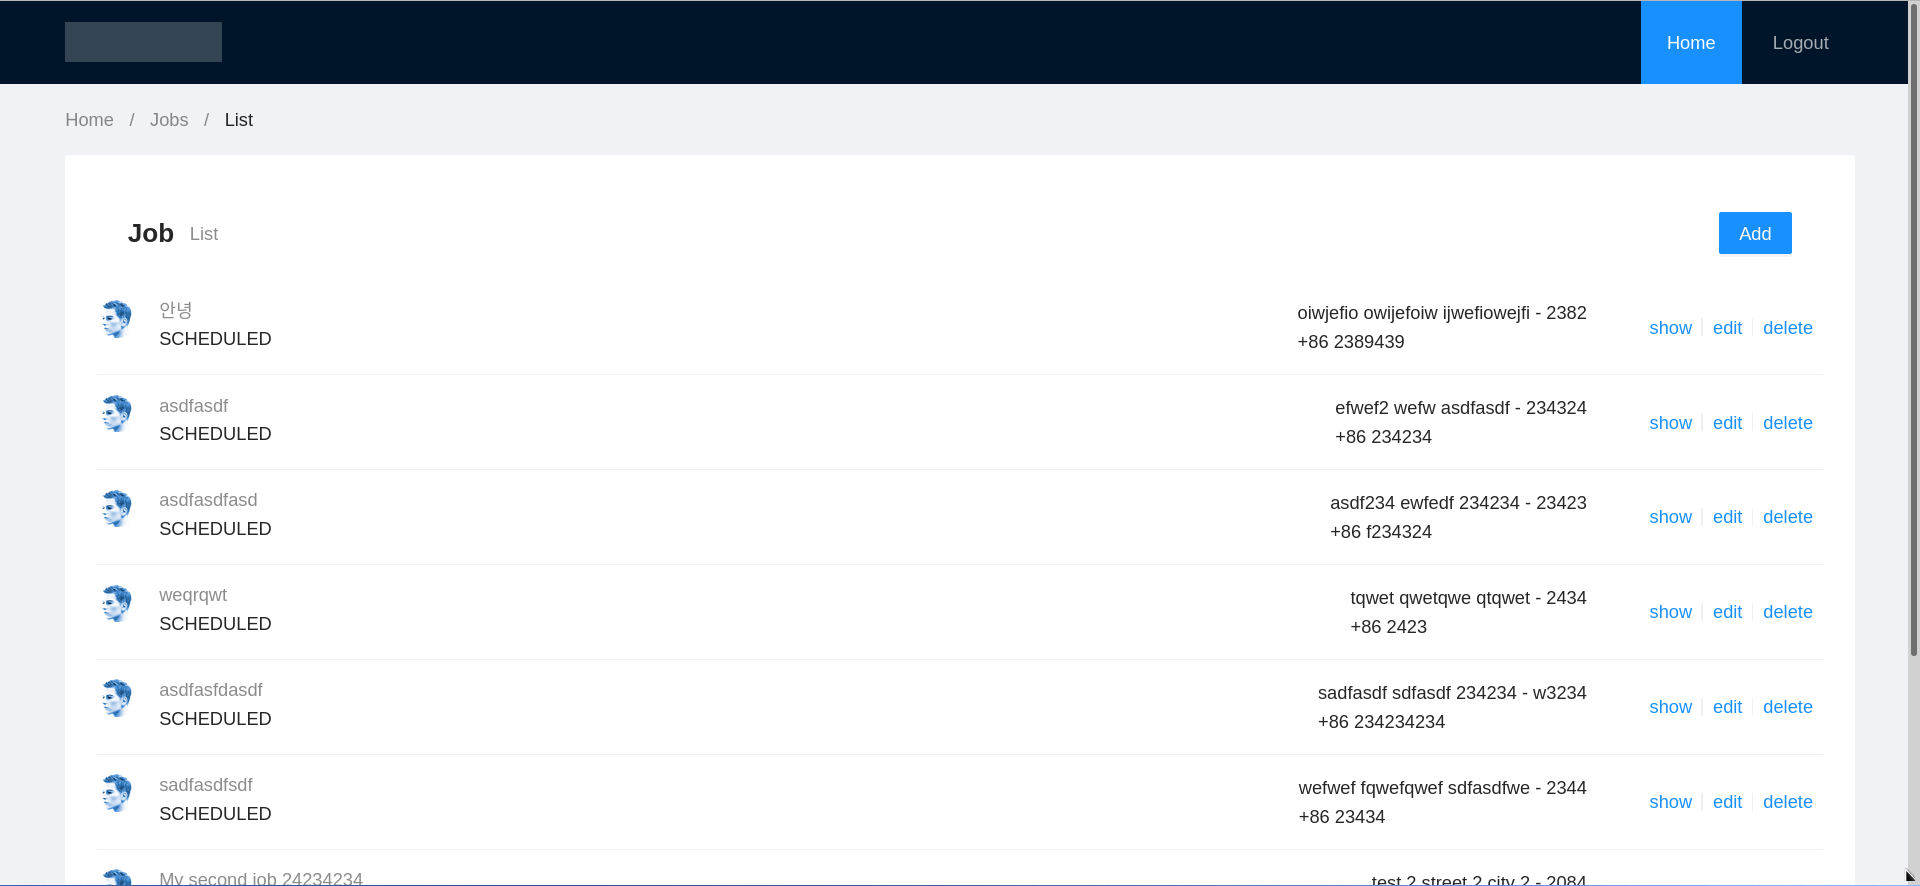 Home Logout
Home / Jobs / List
Job List Add
안녕
SCHEDULED
oiwjefio owijefoiw ijwefiowejfi - 2382
+86 2389439
show edit delete
asdfasdf
SCHEDULED
efwef2 wefw asdfasdf - 234324
+86 234234
show edit delete
asdfasdfasd
SCHEDULED
asdf234 ewfedf 234234 - 23423
+86 f234324
show edit delete
weqrqwt
SCHEDULED
tqwet qwetqwe qtqwet - 2434
+86 2423
show edit delete
asdfasfdasdf
SCHEDULED
sadfasdf sdfasdf 234234 - w3234
+86 234234234
show edit delete
sadfasdfsdf
SCHEDULED
wefwef fqwefqwef sdfasdfwe - 2344
+86 23434
show edit delete
My second job 24234234
test 2 street 2 city 2 - 2084